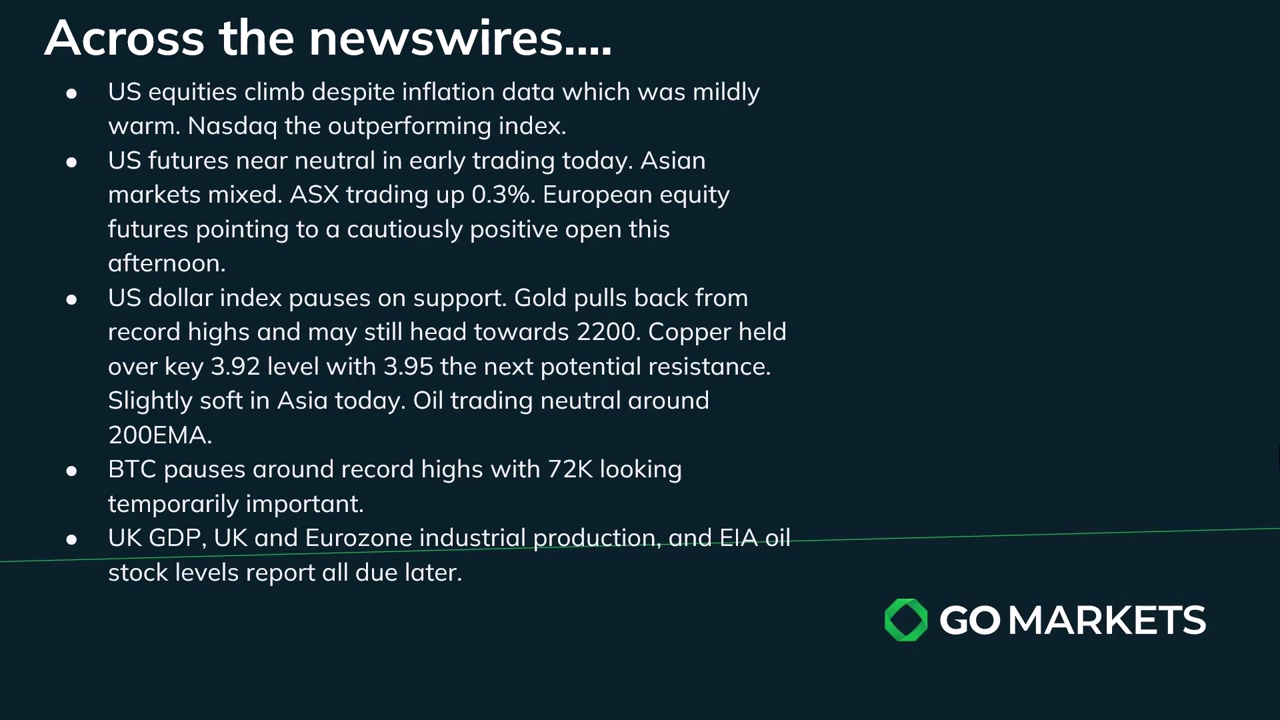 Across the newswires....
● US equities climb despite inflation data which was mildly
warm. Nasdaq the outperforming index.
● US futures near neutral in early trading today. Asian
markets mixed. ASX trading up 0.3%. European equity
futures pointing to a cautiously positive open this
afternoon.
● US dollar index pauses on support. Gold pulls back from
record highs and may still head towards 2200. Copper held
over key 3.92 level with 3.95 the next potential resistance.
Slightly soft in Asia today. Oil trading neutral around
200EMA.
● BTC pauses around record highs with 72K looking
temporarily important.
● UK GDP, UK and Eurozone industrial production, and EIA oil
stock levels report all due later.
GO MARKETS